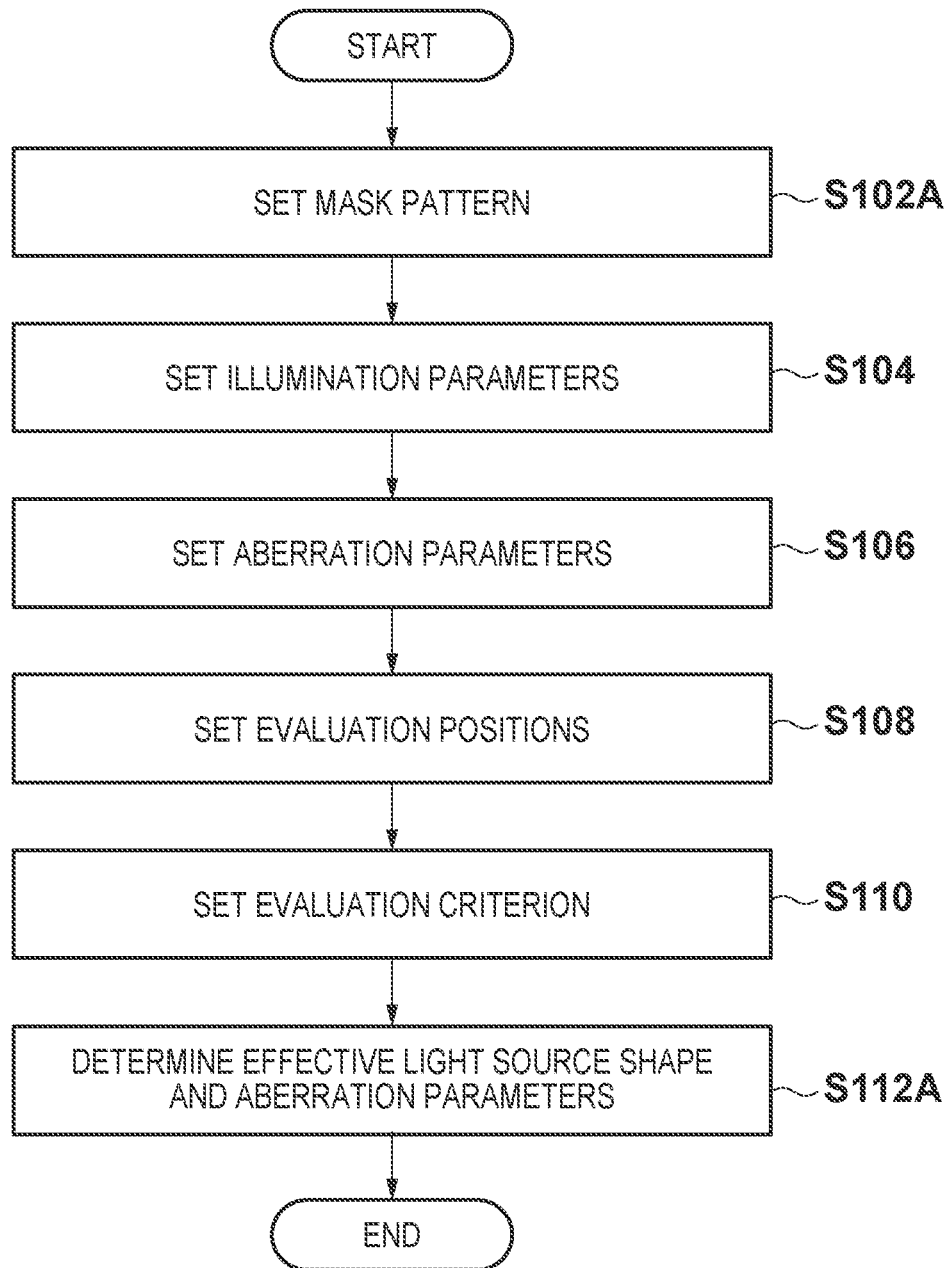 START
SET MASK PATTERN
S102A
SET ILLUMINATION PARAMETERS
S104
SET ABERRATION PARAMETERS
S106
SET EVALUATION POSITIONS
S108
SET EVALUATION CRITERION
S110
DETERMINE EFFECTIVE LIGHT SOURCE SHAPE
AND ABERRATION PARAMETERS
S112A
END